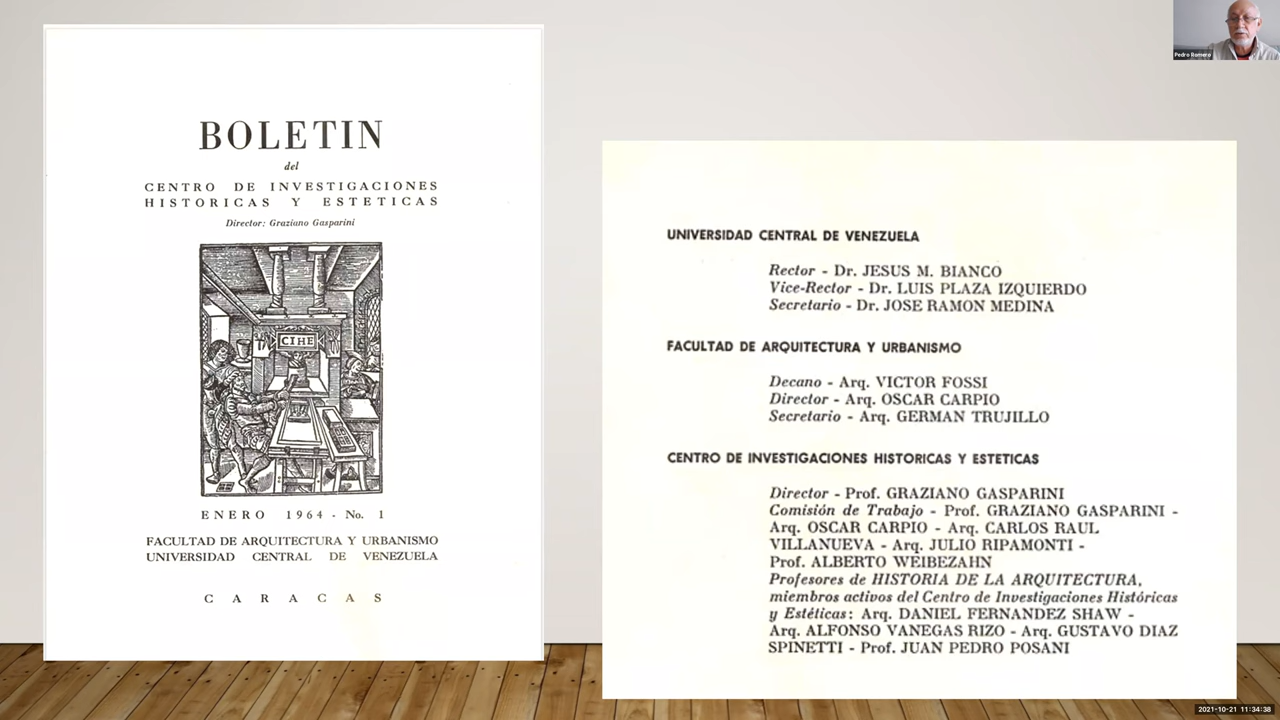 BOLETIN
del
CENTRO DE INVESTIGACIONES
HISTORICAS Y ESTETICAS
Director: Graziano Gasparini
CIHE
ENERO 1964 - No. 1
FACULTAD DE ARQUITECTURA Y URBANISMO
UNIVERSIDAD CENTRAL DE VENEZUELA
CARACAS
UNIVERSIDAD CENTRAL DE VENEZUELA
Rector - Dr. JESUS M. BIANCO
Vice-Rector - Dr. LUIS PLAZA IZQUIERDO
Secretario - Dr. JOSE RAMON MEDINA
FACULTAD DE ARQUITECTURA Y URBANISMO
Decano - Arq. VICTOR FOSSI
Director - Arq. OSCAR CARPIO
Secretario - Arq. GERMAN TRUJILLO
CENTRO DE INVESTIGACIONES HISTORICAS Y ESTETICAS
Director - Prof. GRAZIANO GASPARINI
Comisión de Trabajo - Prof. GRAZIANO GASPARINI -
Arq. OSCAR CARPIO - Arq. CARLOS RAUL
VILLANUEVA - Arq. JULIO RIPAMONTI -
Prof. ALBERTO WEIBEZAHN
Profesores de HISTORIA DE LA ARQUITECTURA,
miembros activos del Centro de Investigaciones Históricas
y Estéticas: Arq. DANIEL FERNANDEZ SHAW -
Arq. ALFONSO VANEGAS RIZO - Arq. GUSTAVO DIAZ
SPINETTI - Prof. JUAN PEDRO POSANI
Pedro Romero
2021-10-21 11:34:38